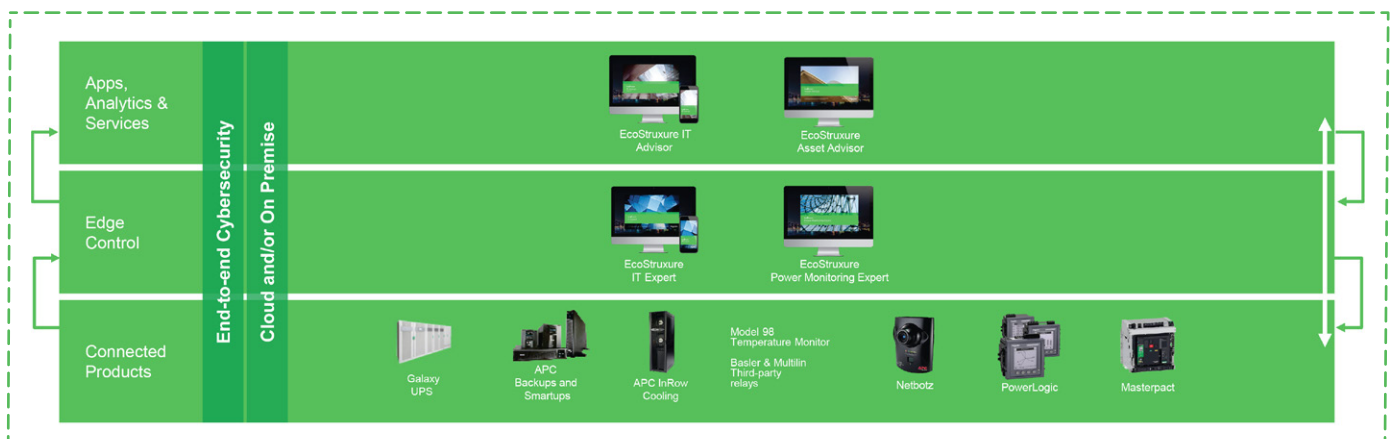 Apps,
Analytics &
Services
End-to-end Cybersecurity
Cloud and/or On Premise
EcoStruxure IT
Advisor
EcoStruxure
Asset Advisor
Edge
Control
EcoStruxure
IT Expert
EcoStruxure
Power Monitoring Expert
Connected
Products
Galaxy
UPS
APC
Backups and
Smartups
APC InRow
Cooling
Model 98
Temperature Monitor
Basler & Multilin
Third-party
relays
Netbotz
PowerLogic
Masterpact